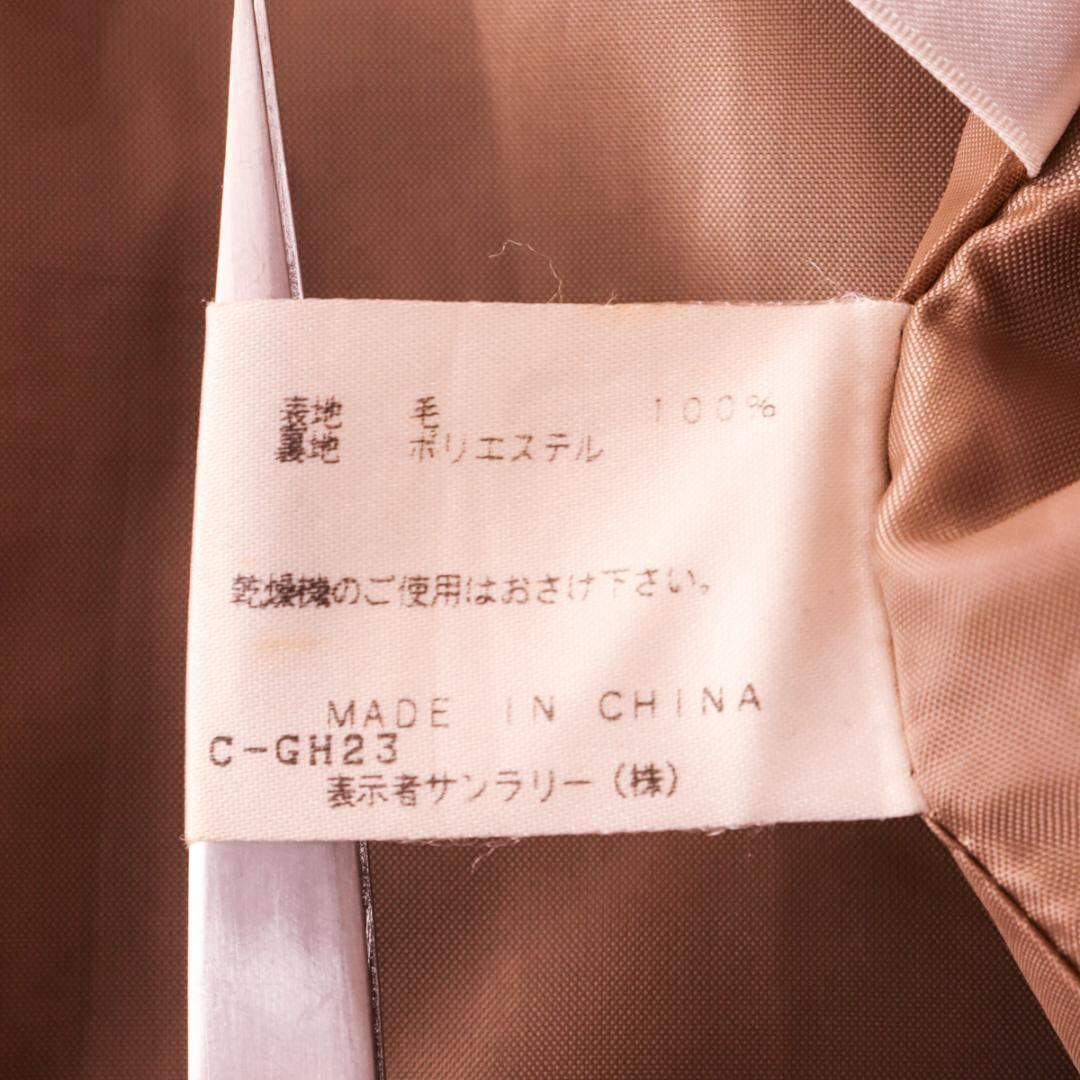 表地 毛 100%
裏地 ポリエステル
乾燥機のご使用はおさけ下さい。
MADE IN CHINA
C-GH23
表示者サンラリー（株）